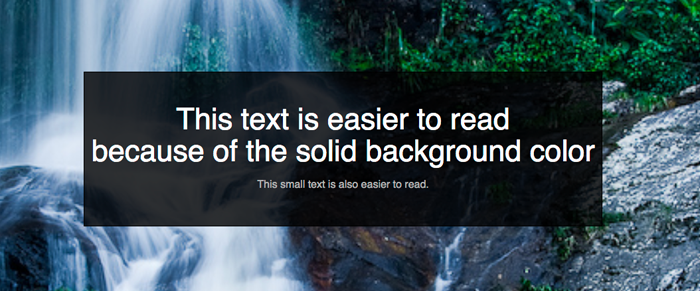 This text is easier to read
because of the solid background color
This small text is also easier to read.